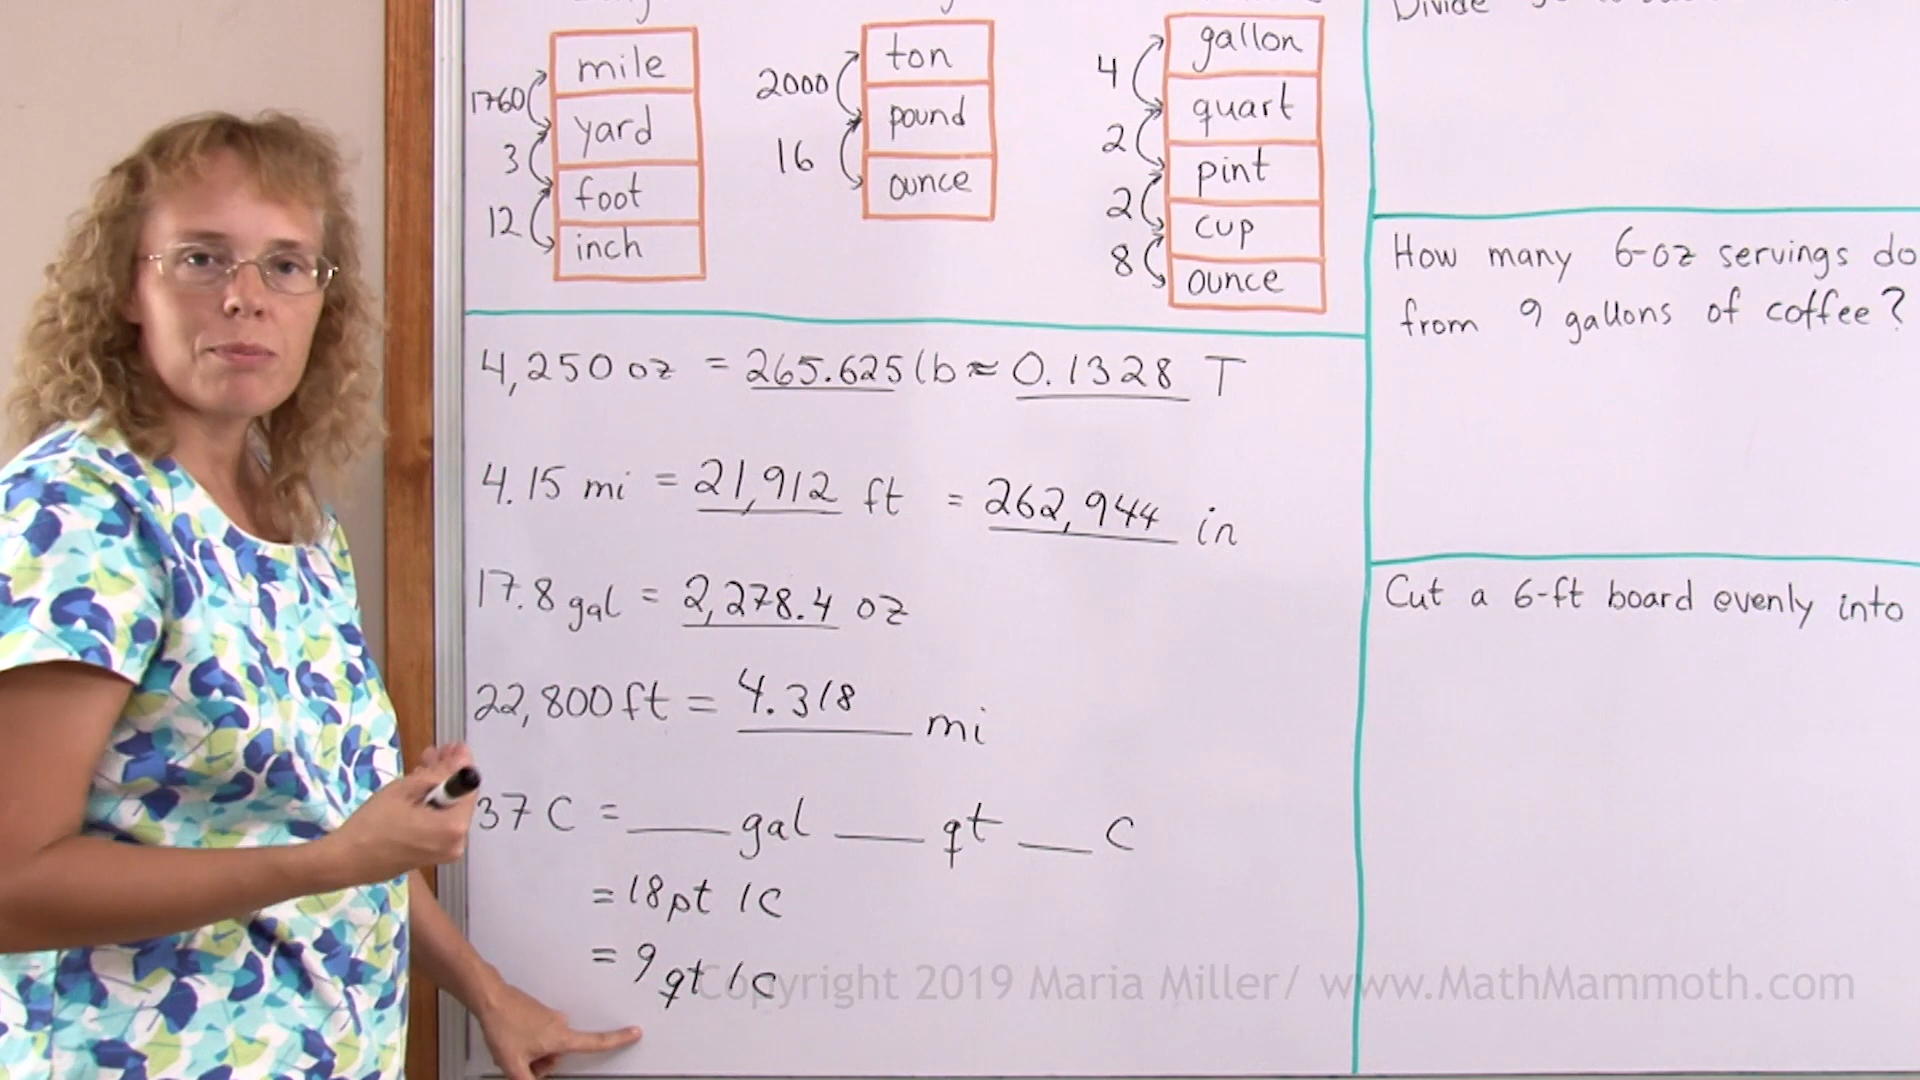 mile
1760
yard
3
foot
12
inch
ton
2000
pound
16
ounce
gallon
4
quart
2
pint
2
cup
8
ounce
4,250 oz = 265.625 lb ≈ 0.1328 T
4.15 mi = 21,912 ft = 262,944 in
17.8 gal = 2,278.4 oz
22,800 ft = 4.318 mi
37 C = ___ gal ___ qt ___ C
= 18 pt 1C
= 9 qt 1C
Divide
How many 6-oz servings do
from 9 gallons of coffee?
Cut a 6-ft board evenly into
Copyright 2019 Maria Miller/ www.MathMammoth.com